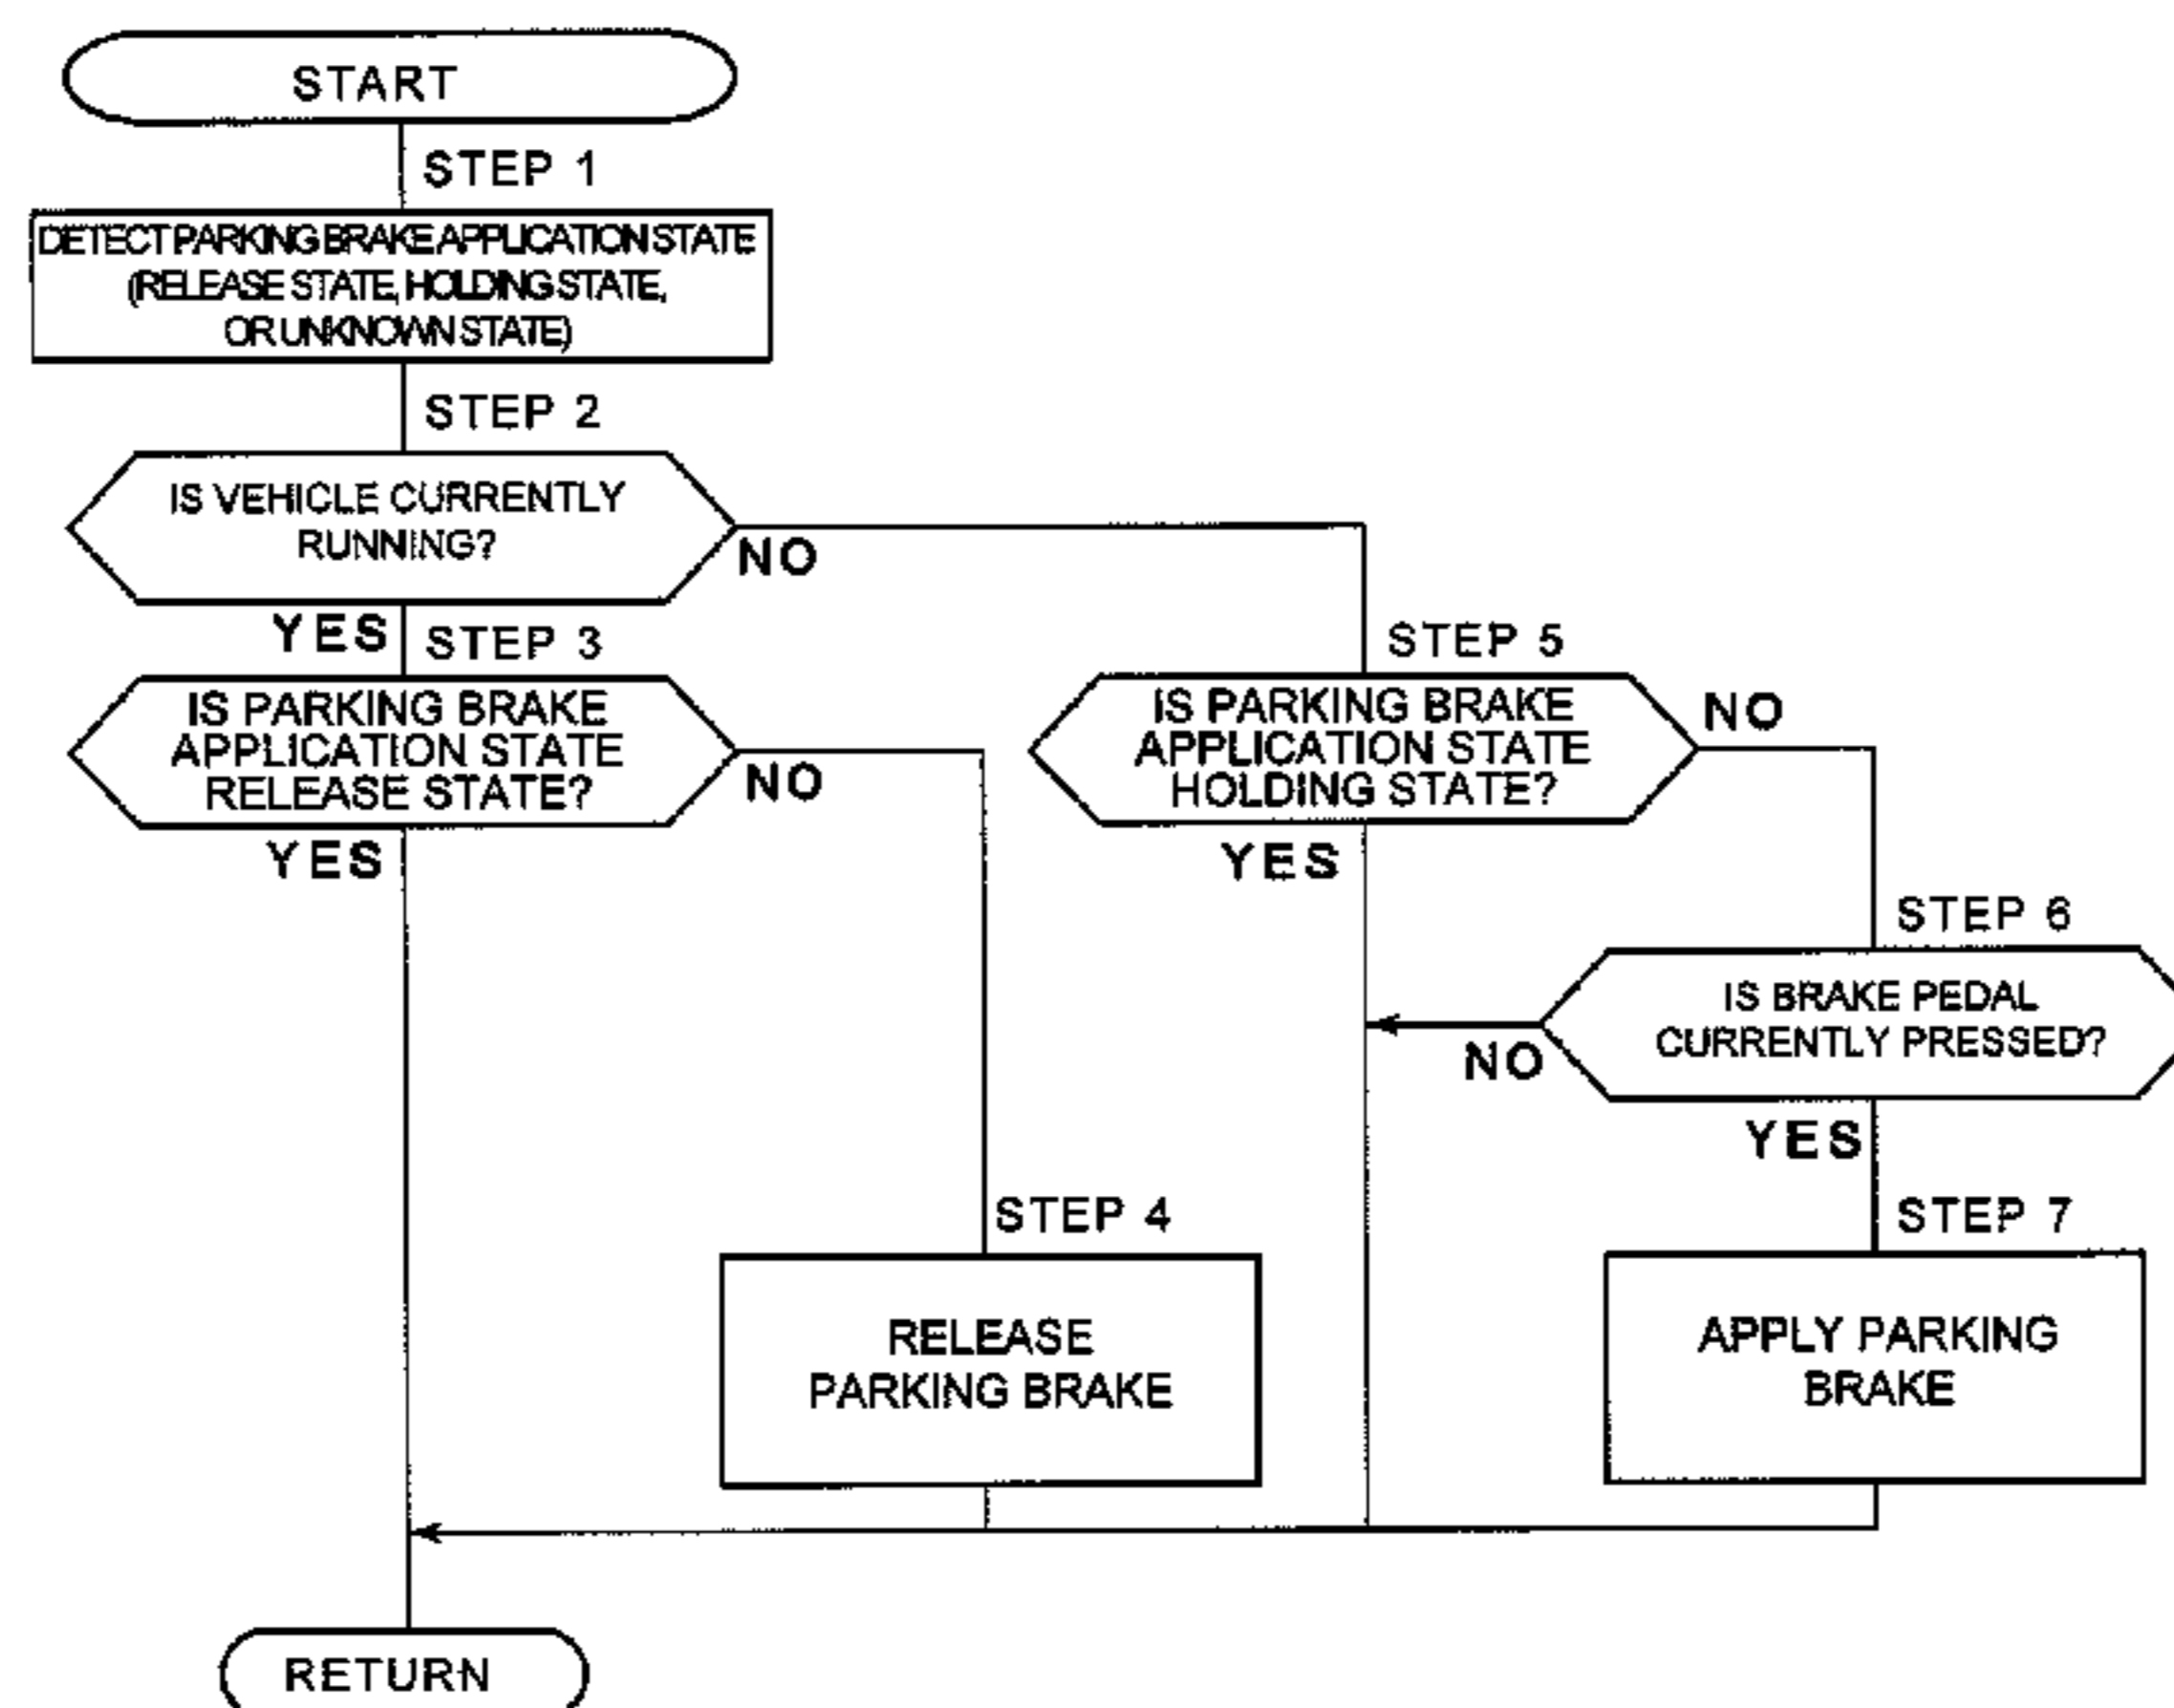 START
STEP 1
DETECT PARKING BRAKE APPLICATION STATE
(RELEASE STATE, HOLDING STATE,
OR UNKNOWN STATE)
STEP 2
IS VEHICLE CURRENTLY
RUNNING?
NO
YES
STEP 3
IS PARKING BRAKE
APPLICATION STATE
RELEASE STATE?
NO
YES
STEP 4
RELEASE
PARKING BRAKE
STEP 5
IS PARKING BRAKE
APPLICATION STATE
HOLDING STATE?
NO
YES
STEP 6
IS BRAKE PEDAL
CURRENTLY PRESSED?
NO
YES
STEP 7
APPLY PARKING
BRAKE
RETURN